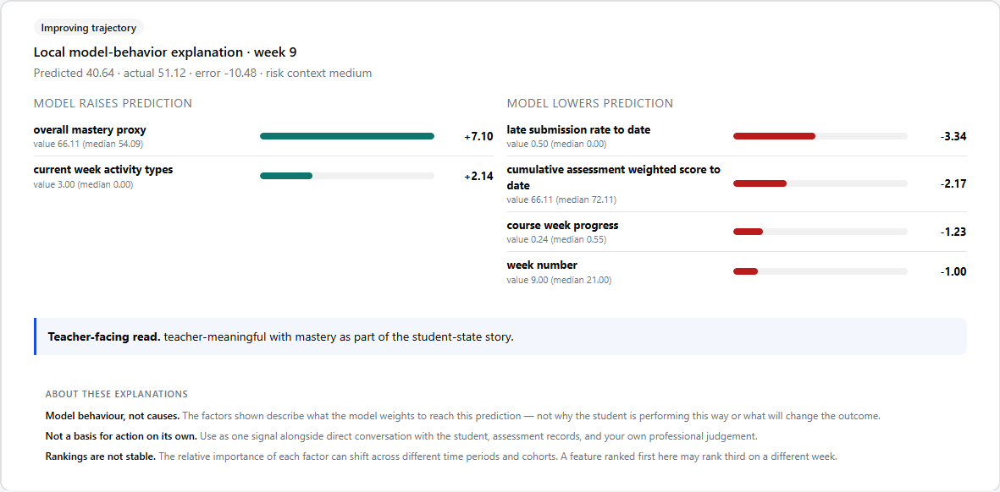 Improving trajectory
Local model-behavior explanation · week 9
Predicted 40.64 · actual 51.12 · error -10.48 · risk context medium
MODEL RAISES PREDICTION
overall mastery proxy
value 66.11 (median 54.09)
+7.10
current week activity types
value 3.00 (median 0.00)
+2.14
MODEL LOWERS PREDICTION
late submission rate to date
value 0.50 (median 0.00)
-3.34
cumulative assessment weighted score to
date
value 66.11 (median 72.11)
-2.17
course week progress
value 0.24 (median 0.55)
-1.23
week number
value 9.00 (median 21.00)
-1.00
Teacher-facing read. teacher-meaningful with mastery as part of the student-state story.
ABOUT THESE EXPLANATIONS
Model behaviour, not causes. The factors shown describe what the model weights to reach this prediction — not why the student is performing this way or what will change the outcome.
Not a basis for action on its own. Use as one signal alongside direct conversation with the student, assessment records, and your own professional judgement.
Rankings are not stable. The relative importance of each factor can shift across different time periods and cohorts. A feature ranked first here may rank third on a different week.